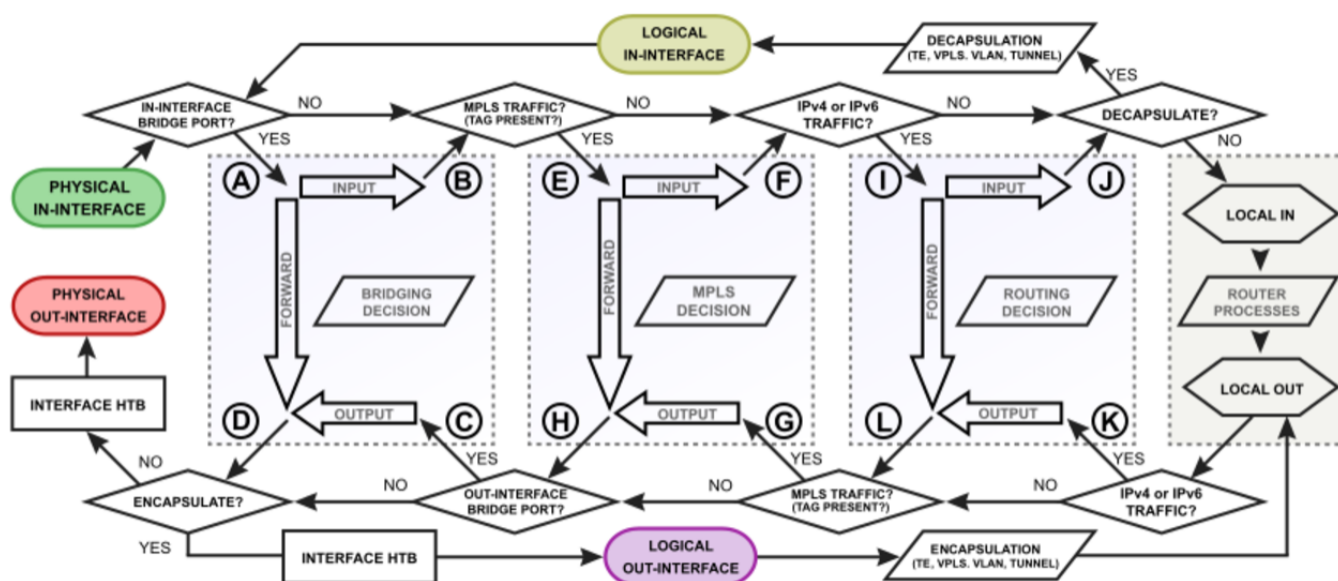 LOGICAL
IN-INTERFACE
DECAPSULATION
(TE, VPLS. VLAN, TUNNEL)
YES
IN-INTERFACE
BRIDGE PORT?
NO
MPLS TRAFFIC?
(TAG PRESENT?)
NO
IPv4 or IPv6
TRAFFIC?
NO
DECAPSULATE?
YES
YES
YES
NO
PHYSICAL
IN-INTERFACE
A
INPUT
B
E
INPUT
F
I
INPUT
J
LOCAL IN
FORWARD
BRIDGING
DECISION
FORWARD
MPLS
DECISION
FORWARD
ROUTING
DECISION
ROUTER
PROCESSES
PHYSICAL
OUT-INTERFACE
INTERFACE HTB
D
OUTPUT
C
H
OUTPUT
G
L
OUTPUT
K
LOCAL OUT
NO
YES
YES
YES
ENCAPSULATE?
NO
OUT-INTERFACE
BRIDGE PORT?
NO
MPLS TRAFFIC?
(TAG PRESENT?)
NO
IPv4 or IPv6
TRAFFIC?
YES
INTERFACE HTB
LOGICAL
OUT-INTERFACE
ENCAPSULATION
(TE, VPLS. VLAN, TUNNEL)